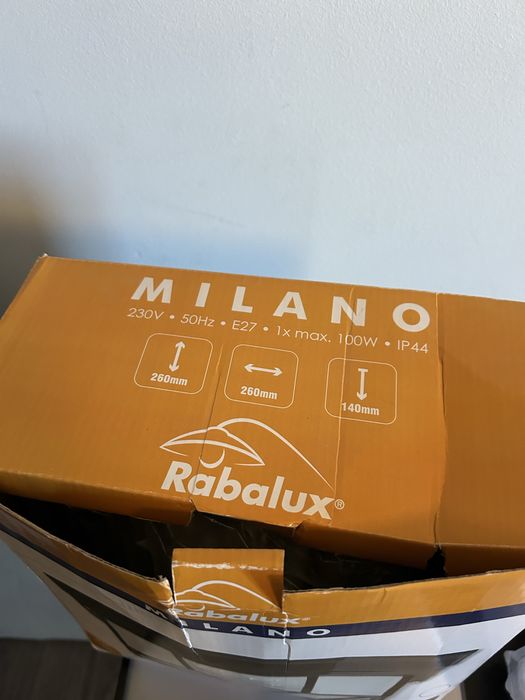 MILANO
230V • 50Hz • E27 • 1x max. 100W • IP44
260mm
260mm
140mm
Rabalux®
Rabalux®
MILANO